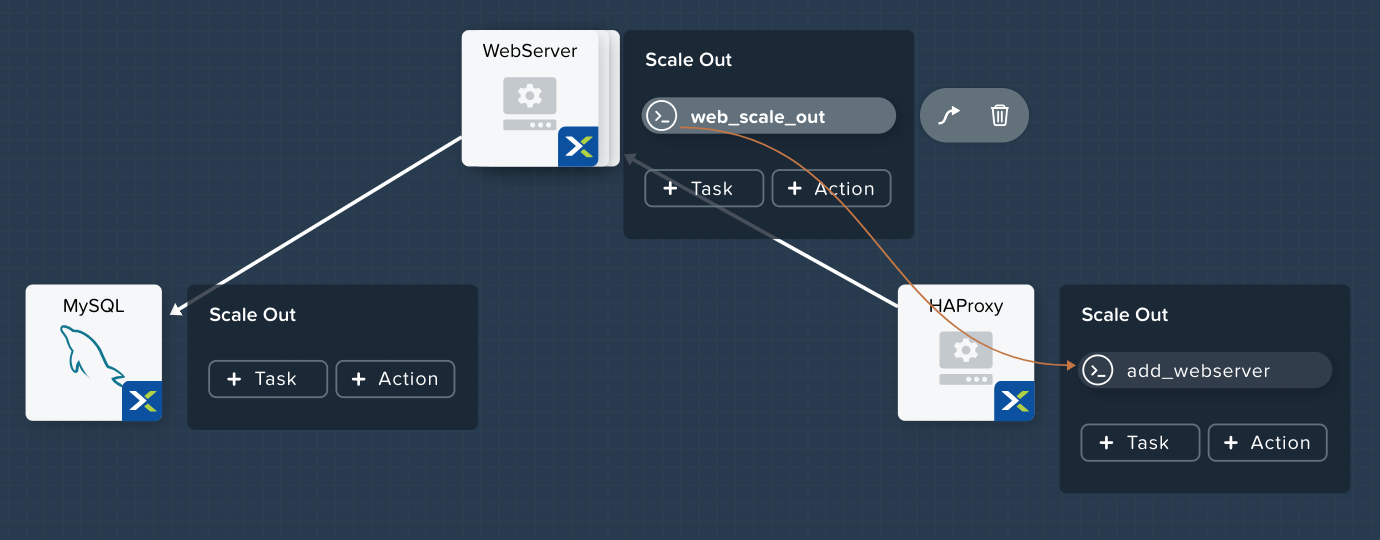 WebServer
Scale Out
web_scale_out
Task
Action
MySQL
Scale Out
Task
Action
HAProxy
Scale Out
add_webserver
Task
Action